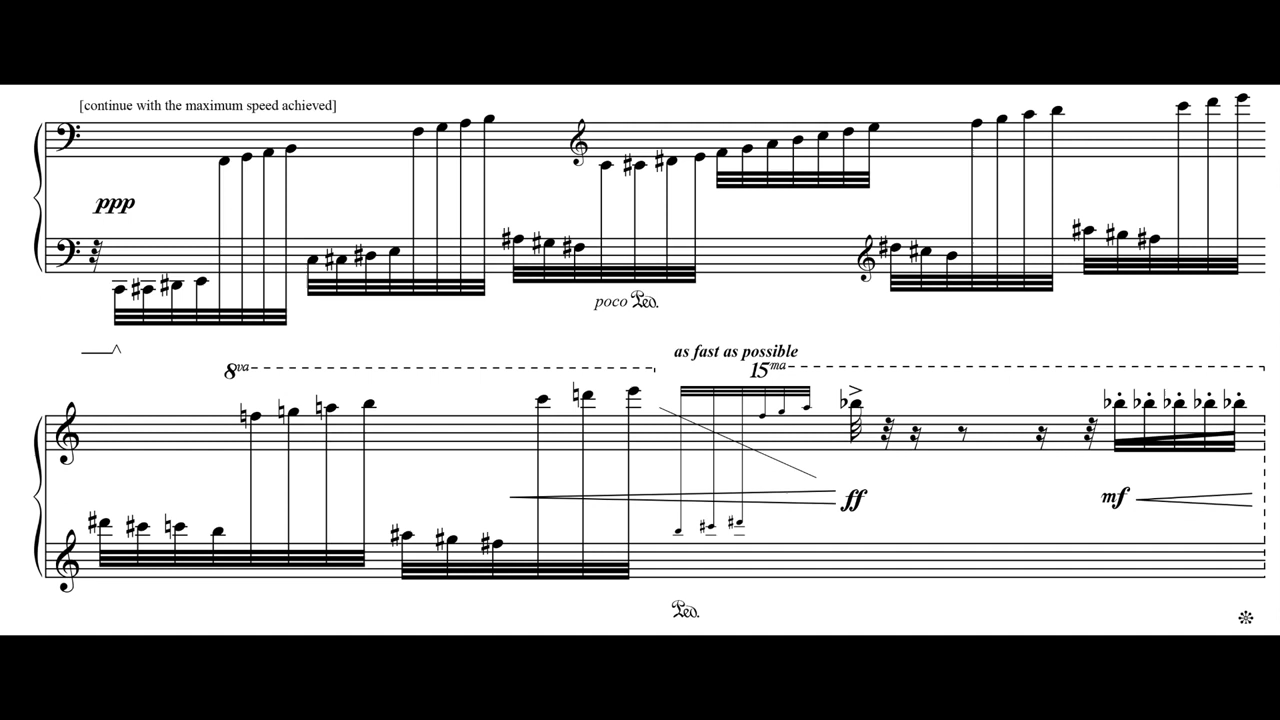 [continue with the maximum speed achieved]
ppp
poco Ped.
as fast as possible
8va
15ma
ff
mf
Ped.